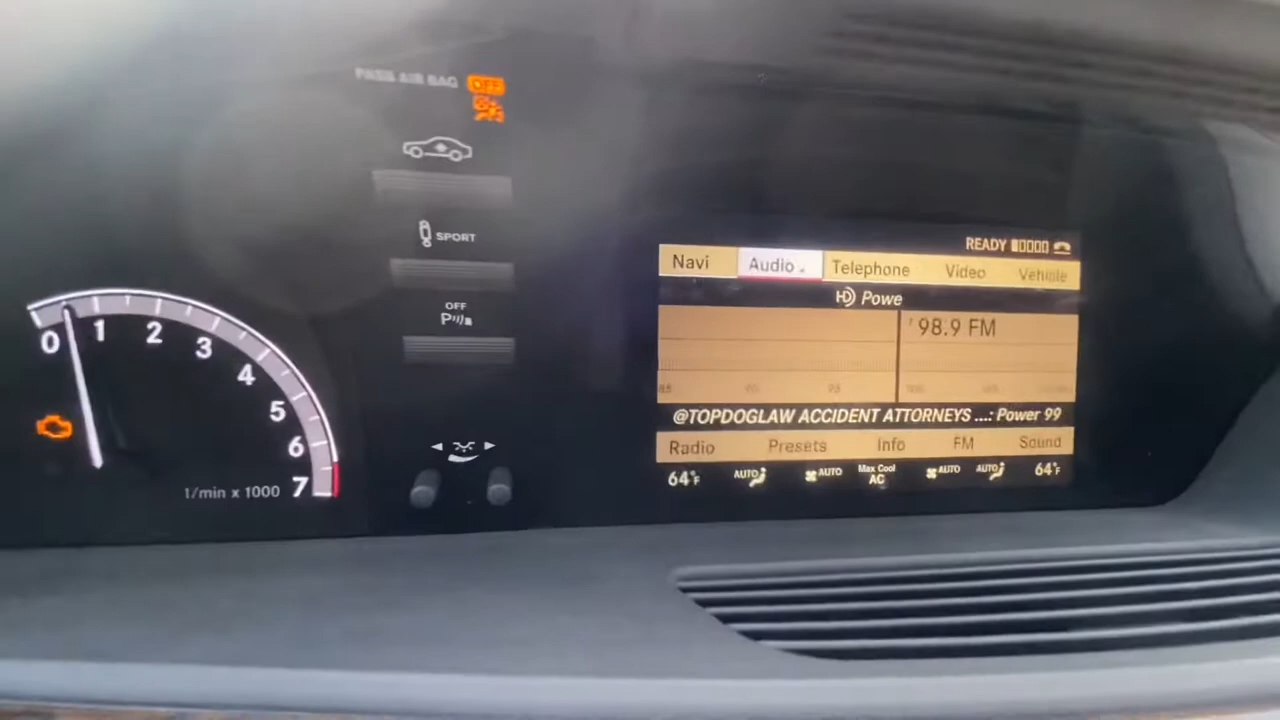 PASS AIR BAG OFF
SPORT
OFF
P
0 1 2 3 4 5 6 7
1/min x 1000
READY
Navi Audio Telephone Video Vehicle
HD Powe
98.9 FM
@TOPDOGLAW ACCIDENT ATTORNEYS ...: Power 99
Radio Presets Info FM Sound
64°F AUTO AUTO Max Cool AC AUTO AUTO 64°F